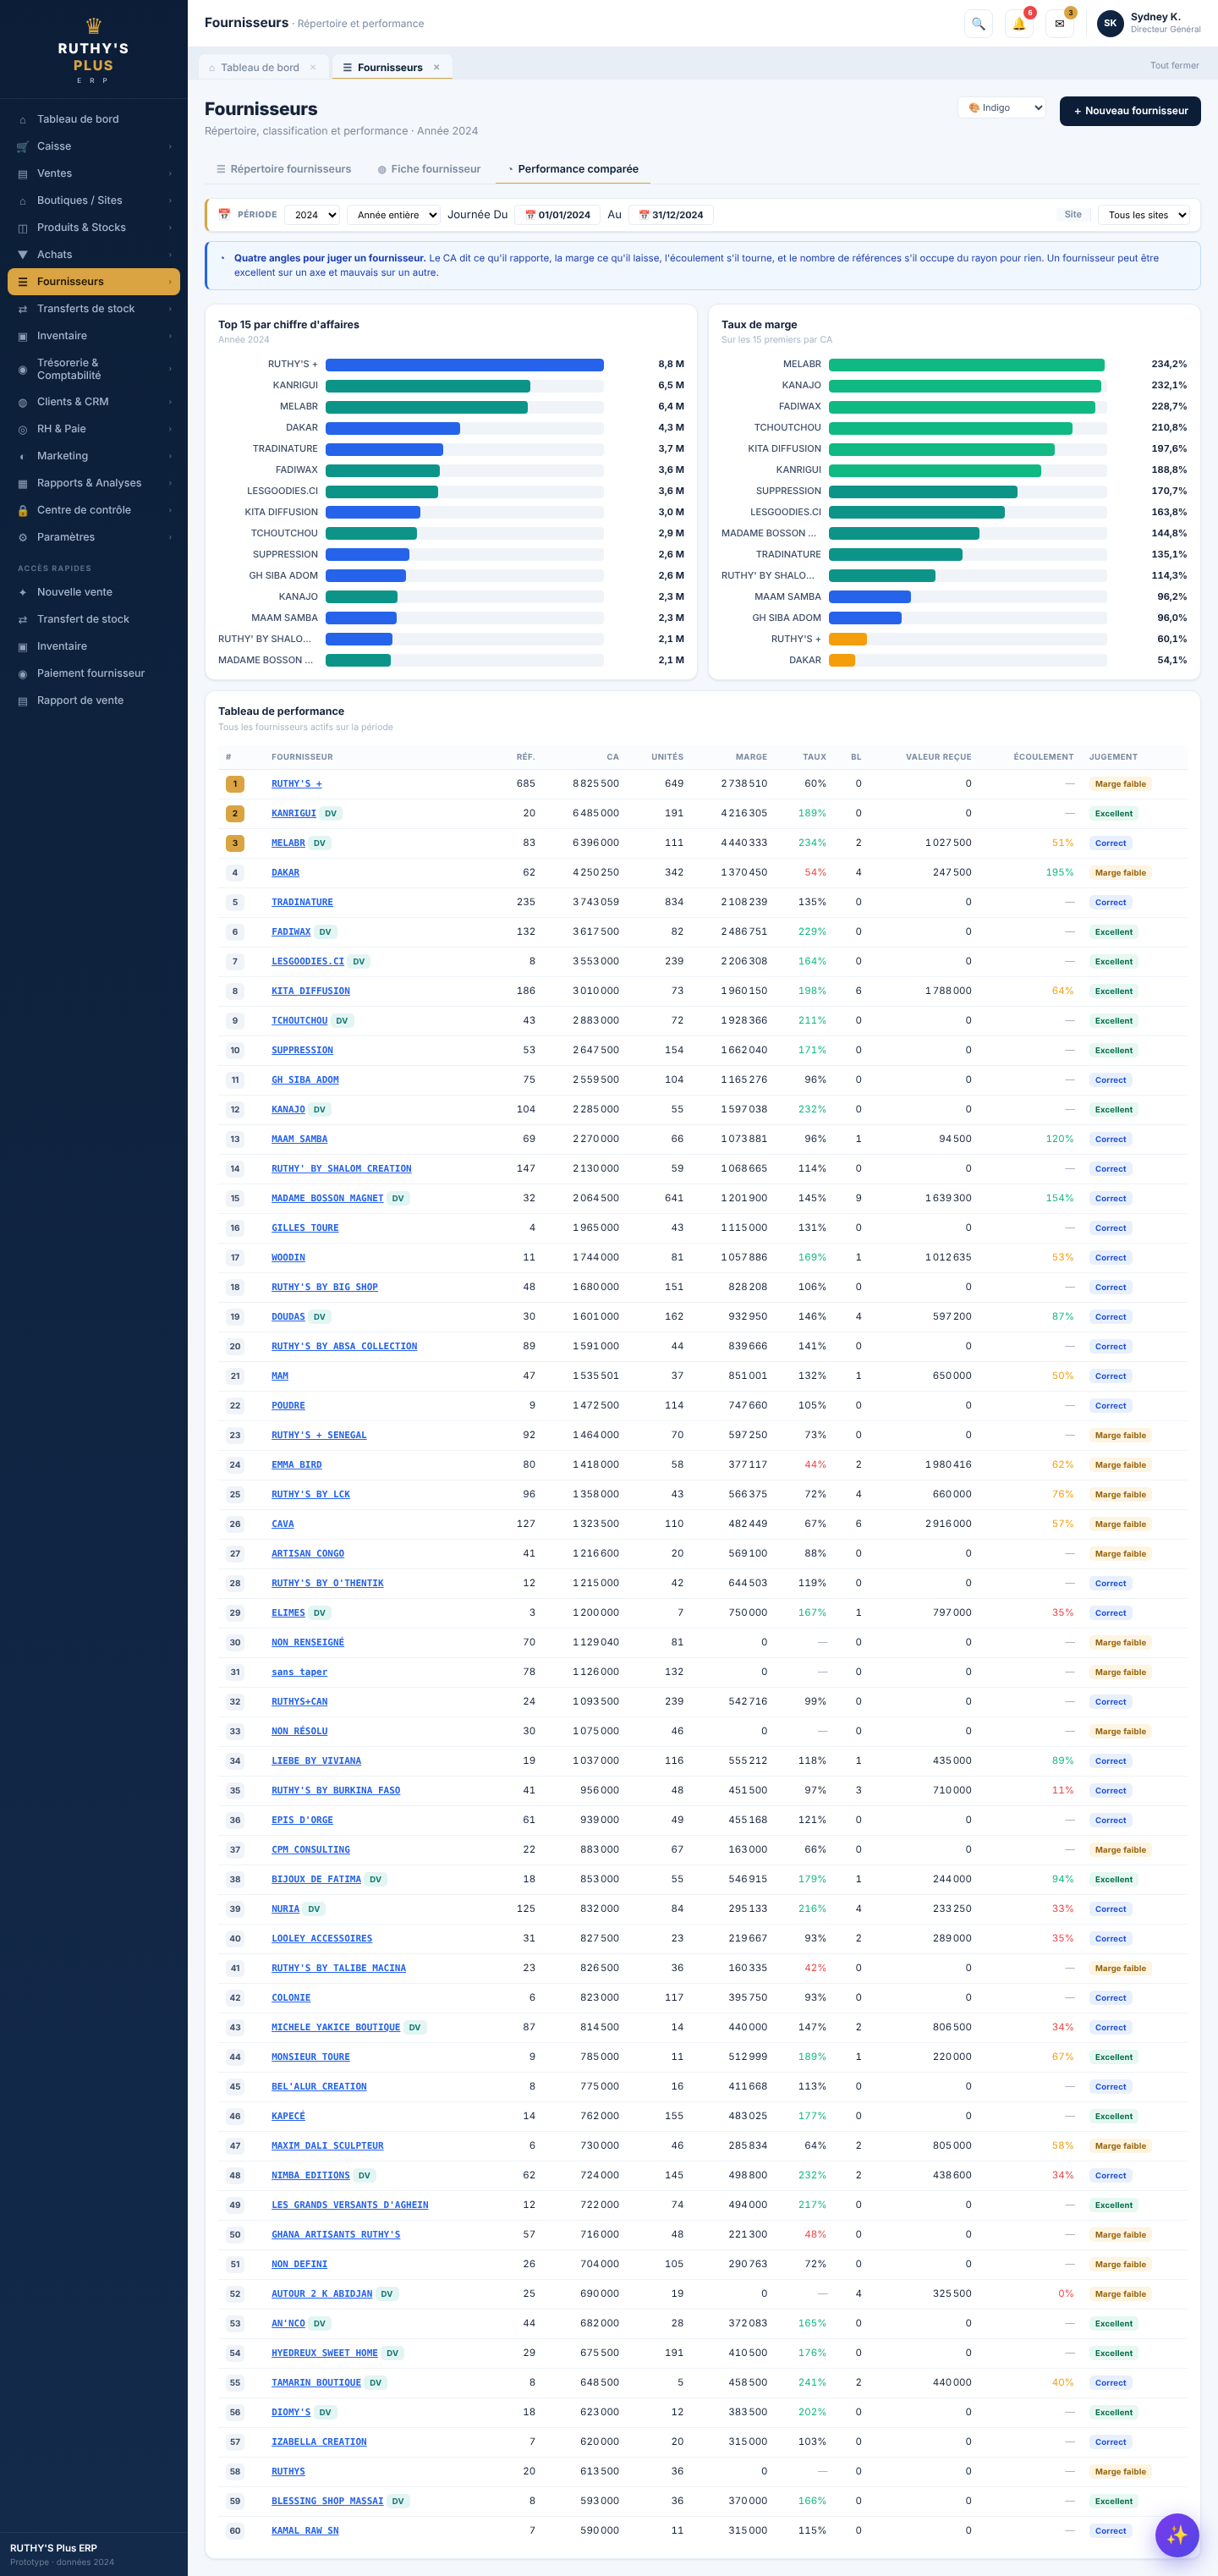 RUTHY'S
PLUS
E R P
Tableau de bord
Caisse
Ventes
Boutiques / Sites
Produits & Stocks
Achats
Fournisseurs
Transferts de stock
Inventaire
Trésorerie &
Comptabilité
Clients & CRM
RH & Paie
Marketing
Rapports & Analyses
Centre de contrôle
Paramètres
ACCÈS RAPIDES
Nouvelle vente
Transfert de stock
Inventaire
Paiement fournisseur
Rapport de vente
RUTHY'S Plus ERP
Prototype · données 2024
Fournisseurs · Répertoire et performance
6
3
SK
Sydney K.
Directeur Général
Tableau de bord ×
Fournisseurs ×
Tout fermer
Fournisseurs
Répertoire, classification et performance · Année 2024
Indigo
+ Nouveau fournisseur
Répertoire fournisseurs
Fiche fournisseur
Performance comparée
PÉRIODE 2024 Année entière Journée Du 01/01/2024 Au 31/12/2024 Site Tous les sites
Quatre angles pour juger un fournisseur. Le CA dit ce qu'il rapporte, la marge ce qu'il laisse, l'écoulement s'il tourne, et le nombre de références s'il occupe du rayon pour rien. Un fournisseur peut être
excellent sur un axe et mauvais sur un autre.
Top 15 par chiffre d'affaires
Année 2024
RUTHY'S + 8,8 M
KANRIGUI 6,5 M
MELABR 6,4 M
DAKAR 4,3 M
TRADINATURE 3,7 M
FADIWAX 3,6 M
LESGOODIES.CI 3,6 M
KITA DIFFUSION 3,0 M
TCHOUTCHOU 2,9 M
SUPPRESSION 2,6 M
GH SIBA ADOM 2,6 M
KANAJO 2,3 M
MAAM SAMBA 2,3 M
RUTHY' BY SHALO... 2,1 M
MADAME BOSSON ... 2,1 M
Taux de marge
Sur les 15 premiers par CA
MELABR 234,2%
KANAJO 232,1%
FADIWAX 228,7%
TCHOUTCHOU 210,8%
KITA DIFFUSION 197,6%
KANRIGUI 188,8%
SUPPRESSION 170,7%
LESGOODIES.CI 163,8%
MADAME BOSSON ... 144,8%
TRADINATURE 135,1%
RUTHY' BY SHALO... 114,3%
MAAM SAMBA 96,2%
GH SIBA ADOM 96,0%
RUTHY'S + 60,1%
DAKAR 54,1%
Tableau de performance
Tous les fournisseurs actifs sur la période
# FOURNISSEUR RÉF. CA UNITÉS MARGE TAUX BL VALEUR REÇUE ÉCOULEMENT JUGEMENT
1 RUTHY'S + 685 8 825 500 649 2 738 510 60% 0 0 — Marge faible
2 KANRIGUI DV 20 6 485 000 191 4 216 305 189% 0 0 — Excellent
3 MELABR DV 83 6 396 000 111 4 440 333 234% 2 1 027 500 51% Correct
4 DAKAR 62 4 250 250 342 1 370 450 54% 4 247 500 195% Marge faible
5 TRADINATURE 235 3 743 059 834 2 108 239 135% 0 0 — Correct
6 FADIWAX DV 132 3 617 500 82 2 486 751 229% 0 0 — Excellent
7 LESGOODIES.CI DV 8 3 553 000 239 2 206 308 164% 0 0 — Excellent
8 KITA DIFFUSION 186 3 010 000 73 1 960 150 198% 6 1 788 000 64% Excellent
9 TCHOUTCHOU DV 43 2 883 000 72 1 928 366 211% 0 0 — Excellent
10 SUPPRESSION 53 2 647 500 154 1 662 040 171% 0 0 — Excellent
11 GH SIBA ADOM 75 2 559 500 104 1 165 276 96% 0 0 — Correct
12 KANAJO DV 104 2 285 000 55 1 597 038 232% 0 0 — Excellent
13 MAAM SAMBA 69 2 270 000 66 1 073 881 96% 1 94 500 120% Correct
14 RUTHY' BY SHALOM CREATION 147 2 130 000 59 1 068 665 114% 0 0 — Correct
15 MADAME BOSSON MAGNET DV 32 2 064 500 641 1 201 900 145% 9 1 639 300 154% Correct
16 GILLES TOURE 4 1 965 000 43 1 115 000 131% 0 0 — Correct
17 WOODIN 11 1 744 000 81 1 057 886 169% 1 1 012 635 53% Correct
18 RUTHY'S BY BIG SHOP 48 1 680 000 151 828 208 106% 0 0 — Correct
19 DOUDAS DV 30 1 601 000 162 932 950 146% 4 597 200 87% Correct
20 RUTHY'S BY ABSA COLLECTION 89 1 591 000 44 839 666 141% 0 0 — Correct
21 MAM 47 1 535 501 37 851 001 132% 1 650 000 50% Correct
22 POUDRE 9 1 472 500 114 747 660 105% 0 0 — Correct
23 RUTHY'S + SENEGAL 92 1 464 000 70 597 250 73% 0 0 — Marge faible
24 EMMA BIRD 80 1 418 000 58 377 117 44% 2 1 980 416 62% Marge faible
25 RUTHY'S BY LCK 96 1 358 000 43 566 375 72% 4 660 000 76% Marge faible
26 CAVA 127 1 323 500 110 482 449 67% 6 2 916 000 57% Marge faible
27 ARTISAN CONGO 41 1 216 600 20 569 100 88% 0 0 — Marge faible
28 RUTHY'S BY O'THENTIK 12 1 215 000 42 644 503 119% 0 0 — Correct
29 ELIMES DV 3 1 200 000 7 750 000 167% 1 797 000 35% Correct
30 NON RENSEIGNÉ 70 1 129 040 81 0 — 0 0 — Marge faible
31 sans taper 78 1 126 000 132 0 — 0 0 — Marge faible
32 RUTHYS+CAN 24 1 093 500 239 542 716 99% 0 0 — Correct
33 NON RÉSOLU 30 1 075 000 46 0 — 0 0 — Marge faible
34 LIEBE BY VIVIANA 19 1 037 000 116 555 212 118% 1 435 000 89% Correct
35 RUTHY'S BY BURKINA FASO 41 956 000 48 451 500 97% 3 710 000 11% Correct
36 EPIS D'ORGE 61 939 000 49 455 168 121% 0 0 — Correct
37 CPM CONSULTING 22 883 000 67 163 000 66% 0 0 — Marge faible
38 BIJOUX DE FATIMA DV 18 853 000 55 546 915 179% 1 244 000 94% Excellent
39 NURIA DV 125 832 000 84 295 133 216% 4 233 250 33% Correct
40 LOOLEY ACCESSOIRES 31 827 500 23 219 667 93% 2 289 000 35% Correct
41 RUTHY'S BY TALIBE MACINA 23 826 500 36 160 335 42% 0 0 — Marge faible
42 COLONIE 6 823 000 117 395 750 93% 0 0 — Correct
43 MICHELE YAKICE BOUTIQUE DV 87 814 500 14 440 000 147% 2 806 500 34% Correct
44 MONSIEUR TOURE 9 785 000 11 512 999 189% 1 220 000 67% Excellent
45 BEL'ALUR CREATION 8 775 000 16 411 668 113% 0 0 — Correct
46 KAPECÉ 14 762 000 155 483 025 177% 0 0 — Excellent
47 MAXIM DALI SCULPTEUR 6 730 000 46 285 834 64% 2 805 000 58% Marge faible
48 NIMBA EDITIONS DV 62 724 000 145 498 800 232% 2 438 600 34% Correct
49 LES GRANDS VERSANTS D'AGHEIN 12 722 000 74 494 000 217% 0 0 — Excellent
50 GHANA ARTISANTS RUTHY'S 57 716 000 48 221 300 48% 0 0 — Marge faible
51 NON DEFINI 26 704 000 105 290 763 72% 0 0 — Marge faible
52 AUTOUR 2 K ABIDJAN DV 25 690 000 19 0 — 4 325 500 0% Marge faible
53 AN'NCO DV 44 682 000 28 372 083 165% 0 0 — Excellent
54 HYEDREUX SWEET HOME DV 29 675 500 191 410 500 176% 0 0 — Excellent
55 TAMARIN BOUTIQUE DV 8 648 500 5 458 500 241% 2 440 000 40% Correct
56 DIOMY'S DV 18 623 000 12 383 500 202% 0 0 — Excellent
57 IZABELLA CREATION 7 620 000 20 315 000 103% 0 0 — Correct
58 RUTHYS 20 613 500 36 0 — 0 0 — Marge faible
59 BLESSING SHOP MASSAI DV 8 593 000 36 370 000 166% 0 0 — Excellent
60 KAMAL RAW SN 7 590 000 11 315 000 115% 0 0 — Correct